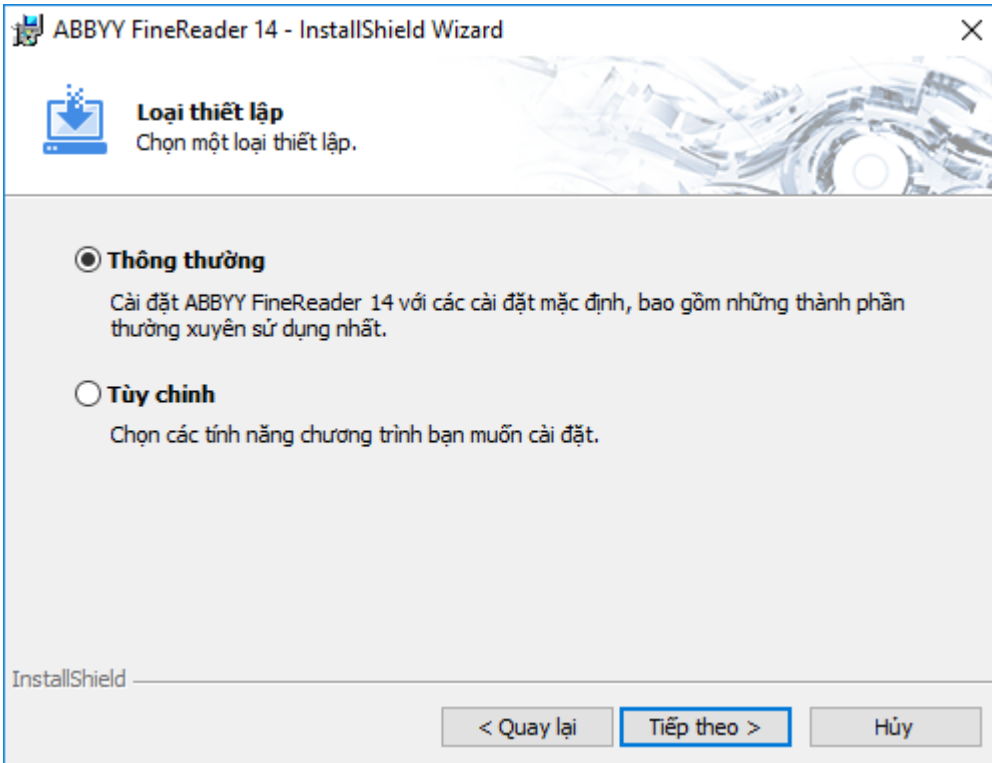 ABBYY FineReader 14 - InstallShield Wizard
Loại thiết lập
Chọn một loại thiết lập.
Thông thường
Cài đặt ABBYY FineReader 14 với các cài đặt mặc định, bao gồm những thành phần
thường xuyên sử dụng nhất.
Tùy chỉnh
Chọn các tính năng chương trình bạn muốn cài đặt.
InstallShield
< Quay lại
Tiếp theo >
Hủy